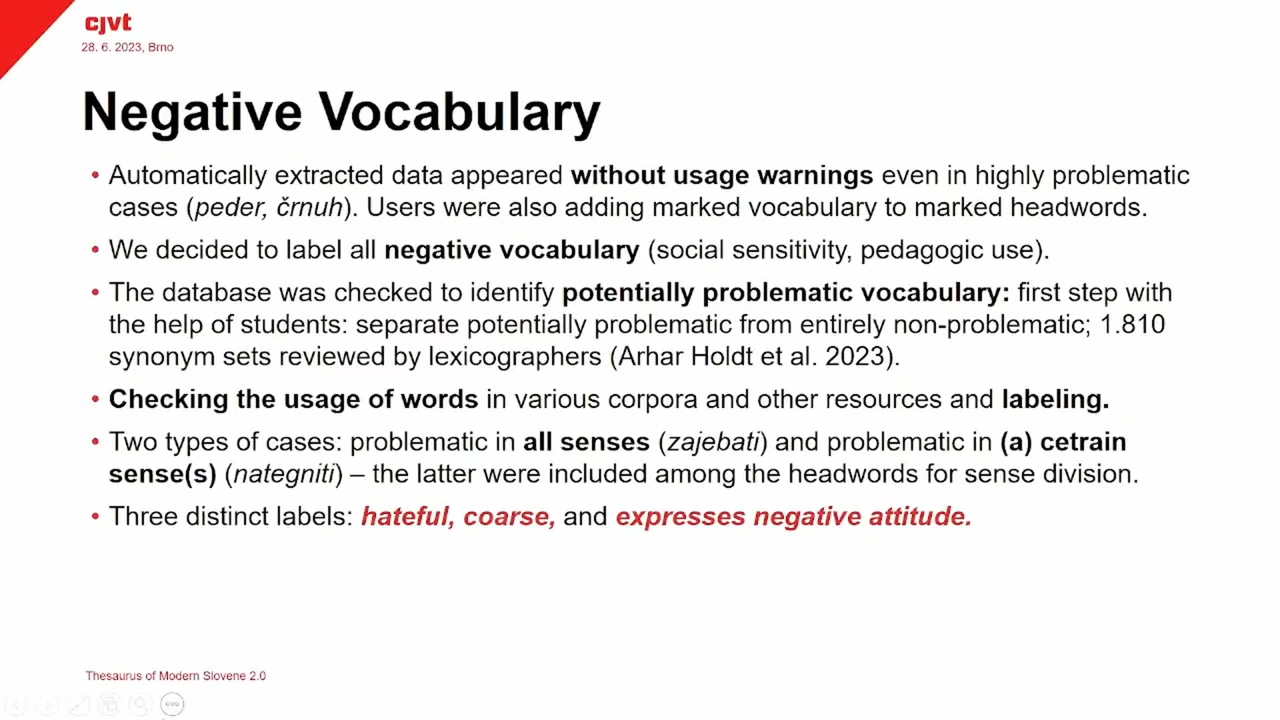 cjvt
28. 6. 2023, Brno
Negative Vocabulary
• Automatically extracted data appeared without usage warnings even in highly problematic
cases (peder, črnuh). Users were also adding marked vocabulary to marked headwords.
• We decided to label all negative vocabulary (social sensitivity, pedagogic use).
• The database was checked to identify potentially problematic vocabulary: first step with
the help of students: separate potentially problematic from entirely non-problematic; 1.810
synonym sets reviewed by lexicographers (Arhar Holdt et al. 2023).
• Checking the usage of words in various corpora and other resources and labeling.
• Two types of cases: problematic in all senses (zajebati) and problematic in (a) cetrain
sense(s) (nategniti) – the latter were included among the headwords for sense division.
• Three distinct labels: hateful, coarse, and expresses negative attitude.
Thesaurus of Modern Slovene 2.0